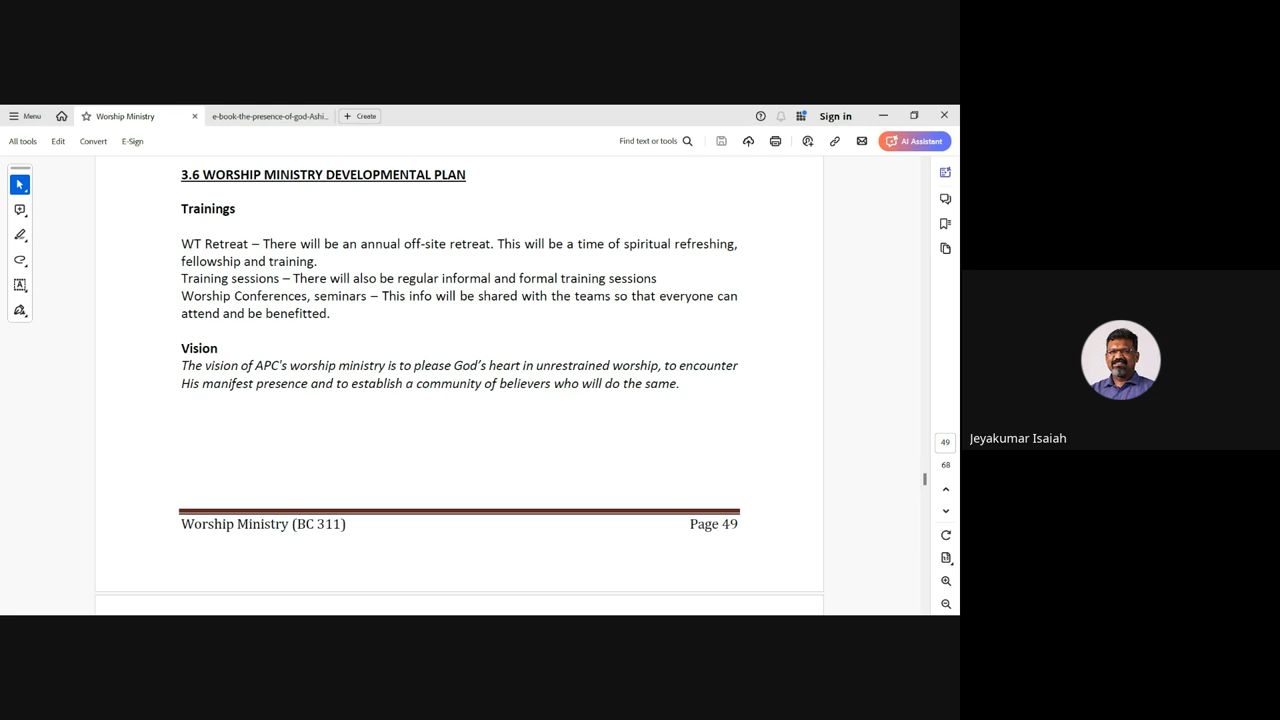 Menu
Worship Ministry
e-book-the-presence-of-god-Ashi...
Create
Sign in
All tools
Edit
Convert
E-Sign
Find text or tools
AI Assistant
3.6 WORSHIP MINISTRY DEVELOPMENTAL PLAN
Trainings
WT Retreat – There will be an annual off-site retreat. This will be a time of spiritual refreshing,
fellowship and training.
Training sessions – There will also be regular informal and formal training sessions
Worship Conferences, seminars – This info will be shared with the teams so that everyone can
attend and be benefitted.
Vision
The vision of APC's worship ministry is to please God’s heart in unrestrained worship, to encounter
His manifest presence and to establish a community of believers who will do the same.
Worship Ministry (BC 311)
Page 49
49
68
Jeyakumar Isaiah